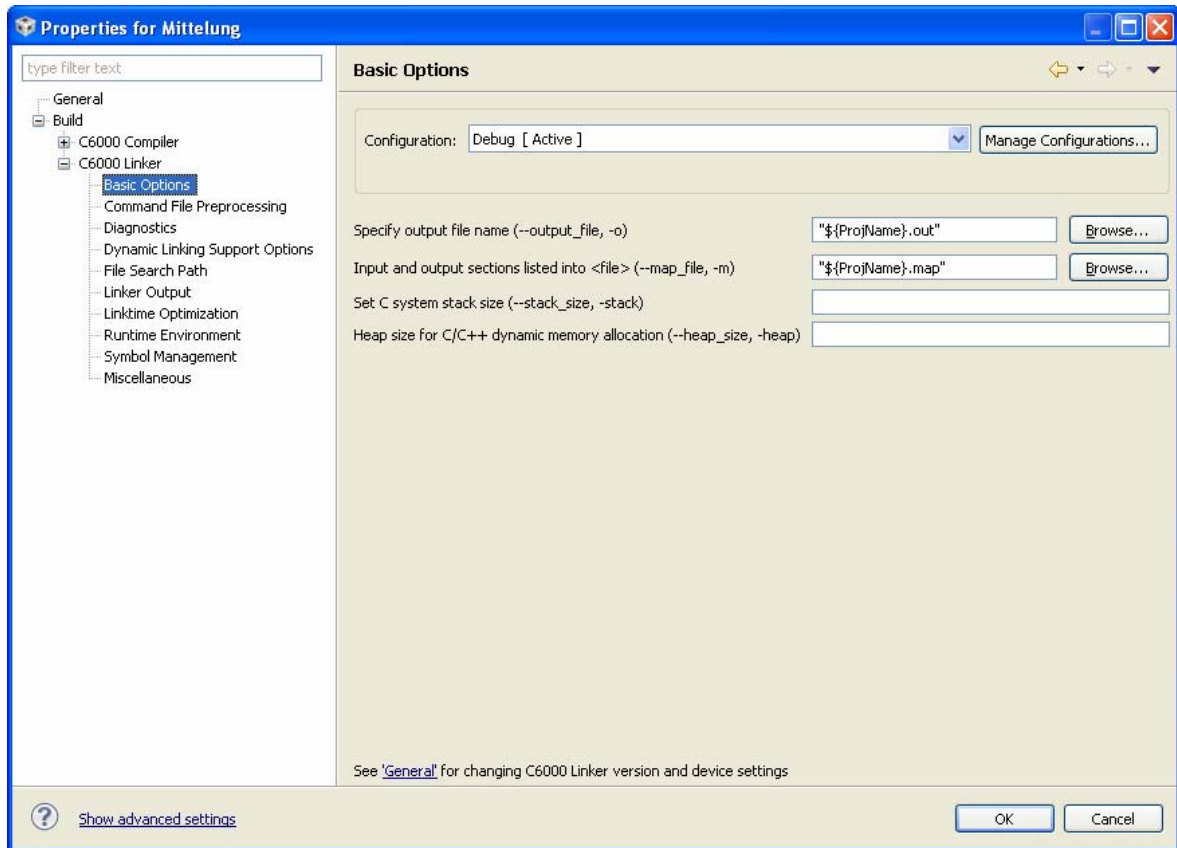 Properties for Mittelung
type filter text
General
Build
C6000 Compiler
C6000 Linker
Basic Options
Command File Preprocessing
Diagnostics
Dynamic Linking Support Options
File Search Path
Linker Output
Linktime Optimization
Runtime Environment
Symbol Management
Miscellaneous
Basic Options
Configuration: Debug [ Active ] Manage Configurations...
Specify output file name (--output_file, -o) "${ProjName}.out" Browse...
Input and output sections listed into <file> (--map_file, -m) "${ProjName}.map" Browse...
Set C system stack size (--stack_size, -stack)
Heap size for C/C++ dynamic memory allocation (--heap_size, -heap)
See 'General' for changing C6000 Linker version and device settings
? Show advanced settings OK Cancel